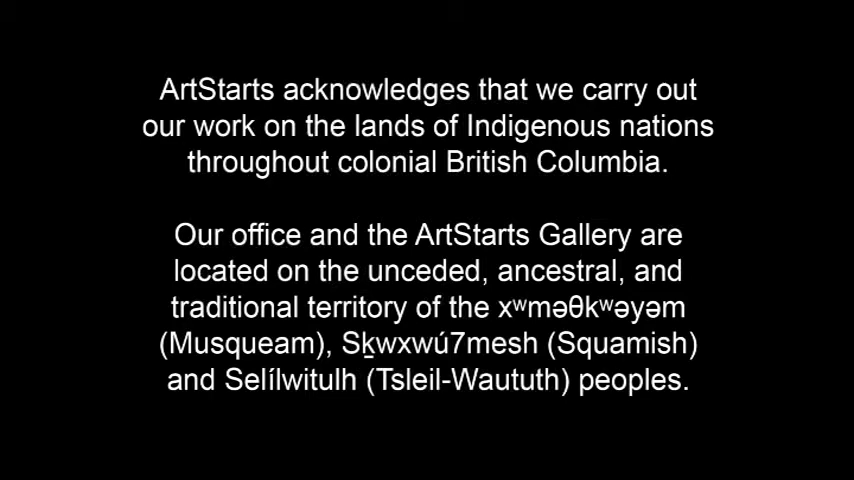 ArtStarts acknowledges that we carry out
our work on the lands of Indigenous nations
throughout colonial British Columbia.
Our office and the ArtStarts Gallery are
located on the unceded, ancestral, and
traditional territory of the xʷməθkʷəyəm
(Musqueam), Sḵwxwú7mesh (Squamish)
and Selílwitulh (Tsleil-Waututh) peoples.